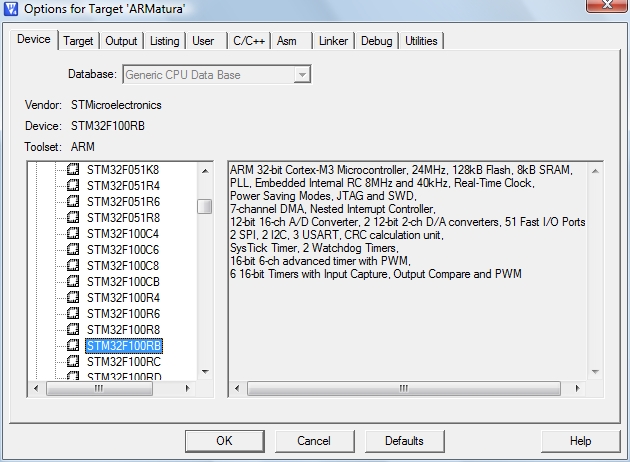 Options for Target 'ARMatura'
Device Target Output Listing User C/C++ Asm Linker Debug Utilities
Database: Generic CPU Data Base
Vendor: STMicroelectronics
Device: STM32F100RB
Toolset: ARM
STM32F051K8
STM32F051R4
STM32F051R6
STM32F051R8
STM32F100C4
STM32F100C6
STM32F100C8
STM32F100CB
STM32F100R4
STM32F100R6
STM32F100R8
STM32F100RB
STM32F100RC
STM32F100RD
ARM 32-bit Cortex-M3 Microcontroller, 24MHz, 128kB Flash, 8kB SRAM,
PLL, Embedded Internal RC 8MHz and 40kHz, Real-Time Clock,
Power Saving Modes, JTAG and SWD,
7-channel DMA, Nested Interrupt Controller,
12-bit 16-ch A/D Converter, 2 12-bit 2-ch D/A converters, 51 Fast I/O Ports
2 SPI, 2 I2C, 3 USART, CRC calculation unit,
SysTick Timer, 2 Watchdog Timers,
16-bit 6-ch advanced timer with PWM,
6 16-bit Timers with Input Capture, Output Compare and PWM
OK Cancel Defaults Help